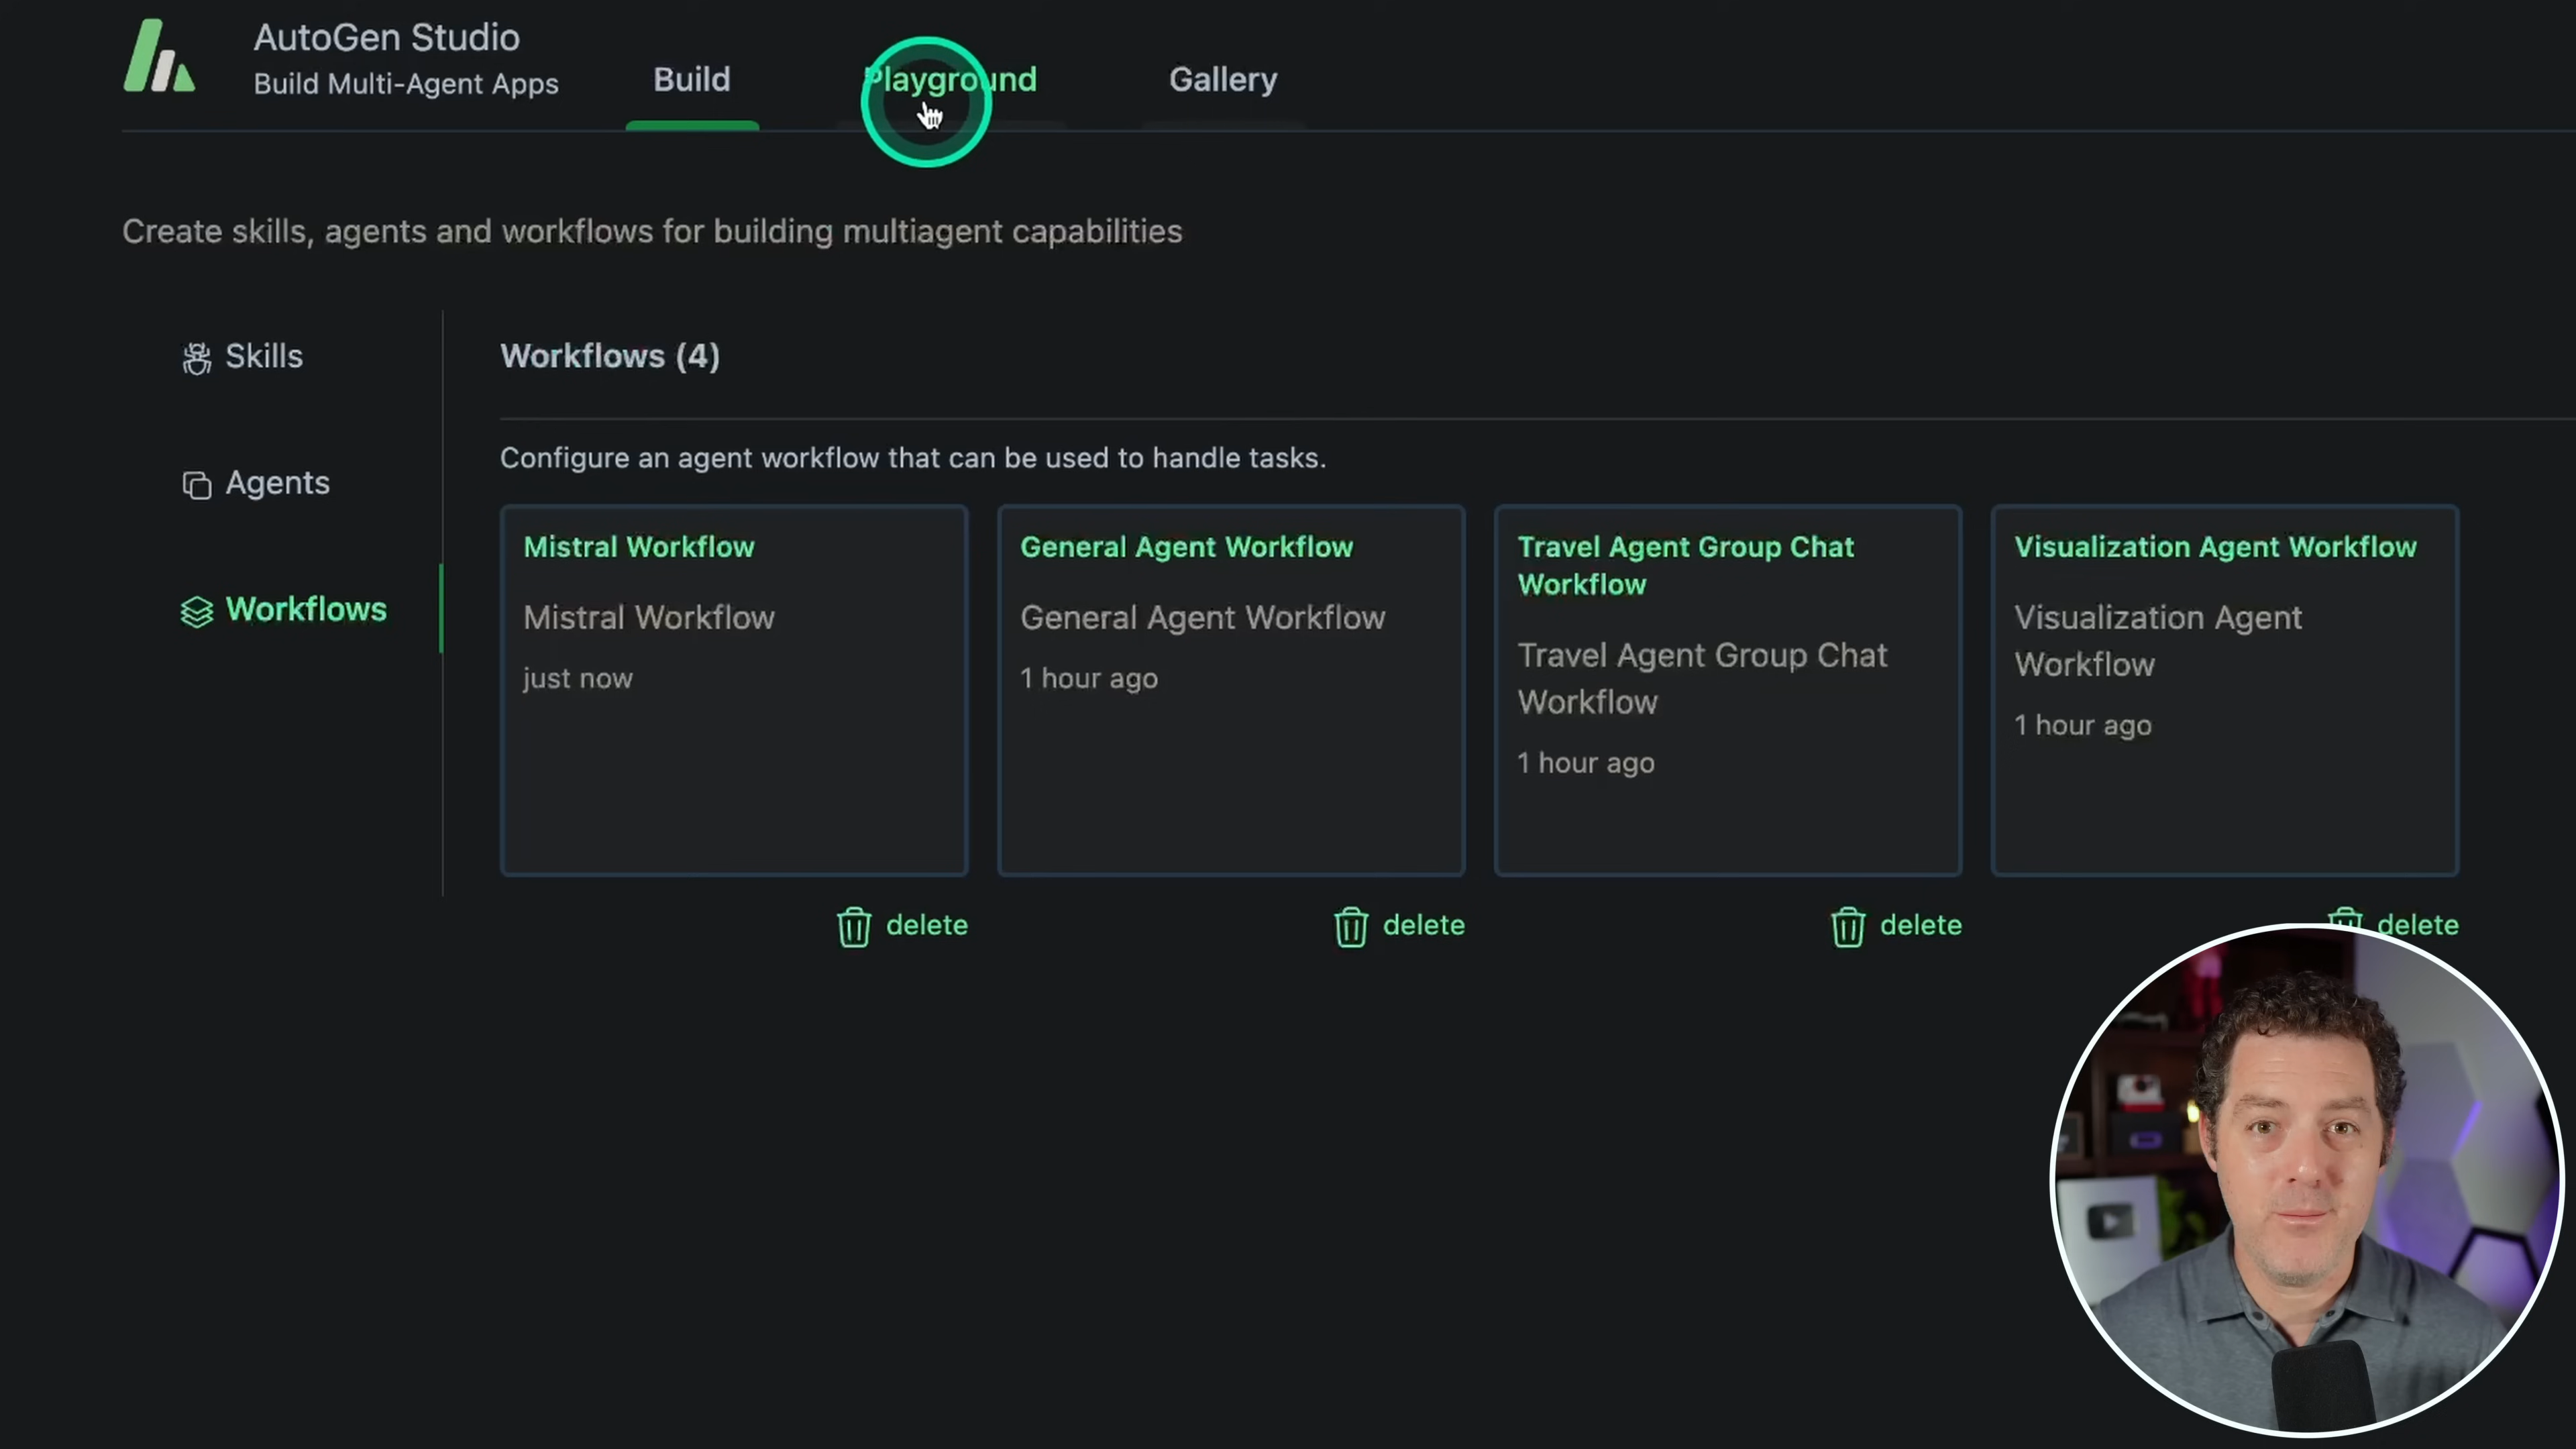 AutoGen Studio
Build Multi-Agent Apps
Build
Playground
Gallery
Create skills, agents and workflows for building multiagent capabilities
Skills
Agents
Workflows
Workflows (4)
Configure an agent workflow that can be used to handle tasks.
Mistral Workflow
Mistral Workflow
just now
delete
General Agent Workflow
General Agent Workflow
1 hour ago
delete
Travel Agent Group Chat
Workflow
Travel Agent Group Chat
Workflow
1 hour ago
delete
Visualization Agent Workflow
Visualization Agent
Workflow
1 hour ago
delete